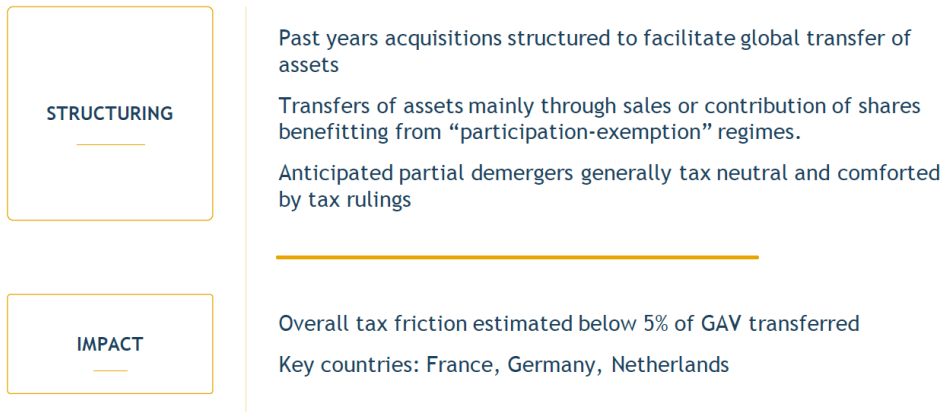 STRUCTURING
Past years acquisitions structured to facilitate global transfer of
assets
Transfers of assets mainly through sales or contribution of shares
benefitting from “participation-exemption” regimes.
Anticipated partial demergers generally tax neutral and comforted
by tax rulings
IMPACT
Overall tax friction estimated below 5% of GAV transferred
Key countries: France, Germany, Netherlands